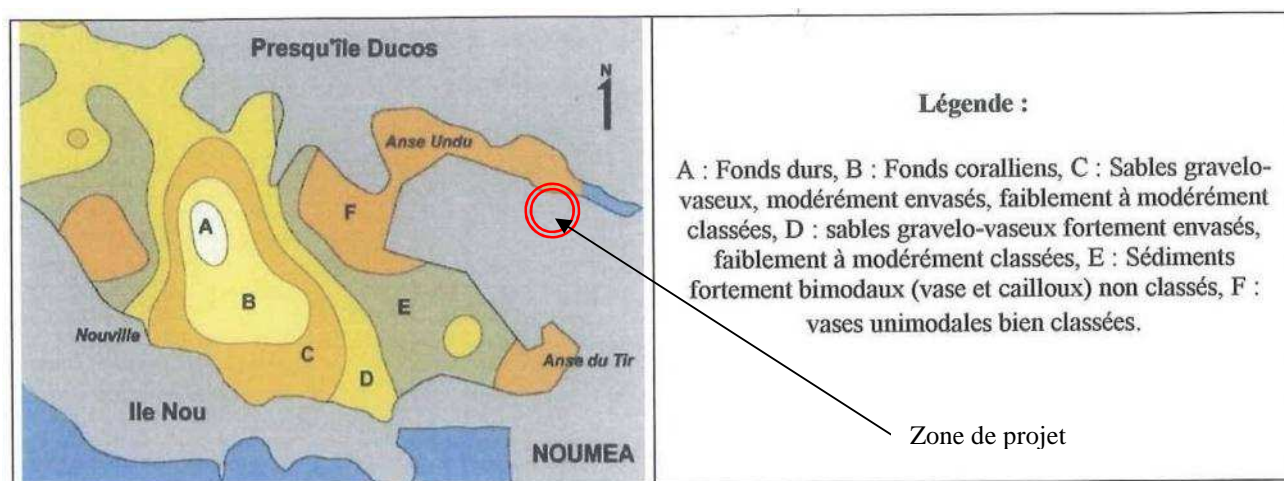 Presqu'île Ducos
N
Anse Undu
F
A
B
E
Nouville
C
Anse du Tir
D
Ile Nou
NOUMEA
Légende :
A : Fonds durs, B : Fonds coralliens, C : Sables gravelo-
vaseux, modérément envasés, faiblement à modérément
classées, D : sables gravelo-vaseux fortement envasés,
faiblement à modérément classées, E : Sédiments
fortement bimodaux (vase et cailloux) non classés, F :
vases unimodales bien classées.
Zone de projet